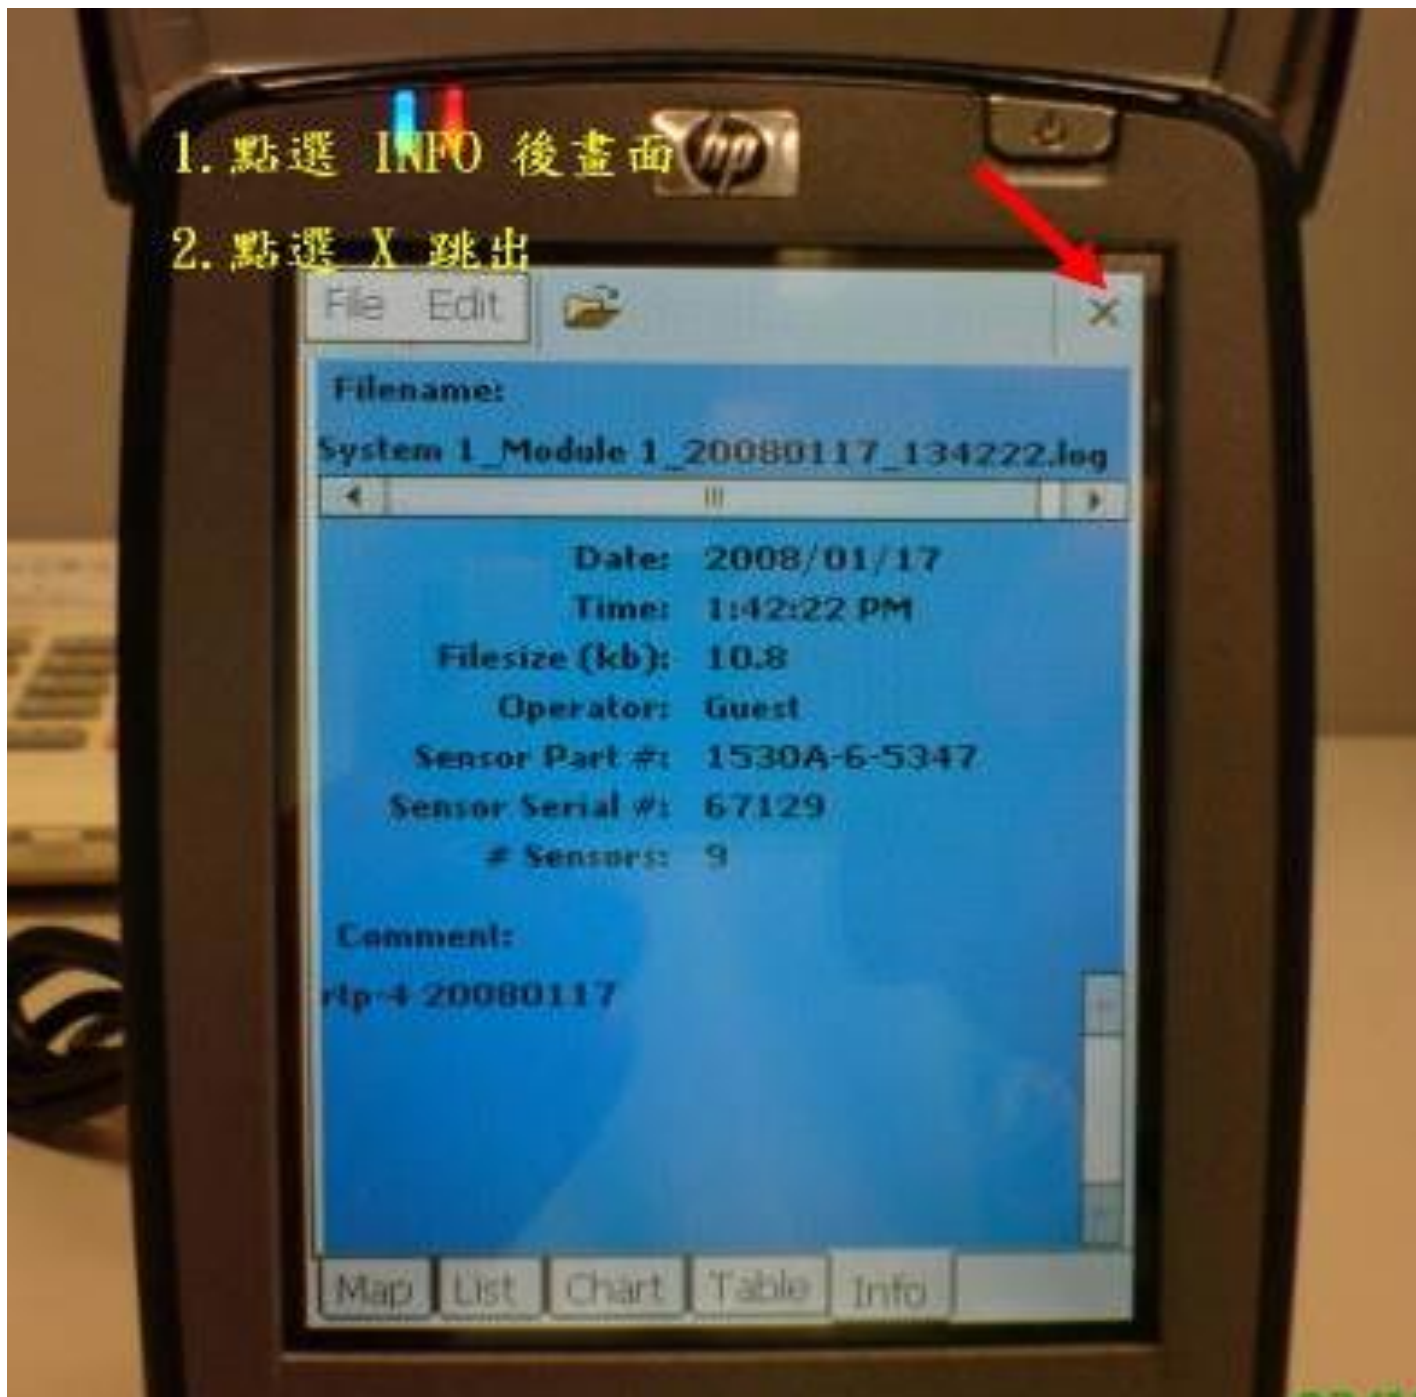 1.點選 INFO 後畫面
hp
2.點選 X 跳出
File Edit
Filename:
System 1_Module 1_20080117_134222.log
Date: 2008/01/17
Time: 1:42:22 PM
Filesize (kb): 10.8
Operator: Guest
Sensor Part #: 1530A-6-5347
Sensor Serial #: 67129
# Sensors: 9
Comment:
rtp-4 20080117
Map List Chart Table Info